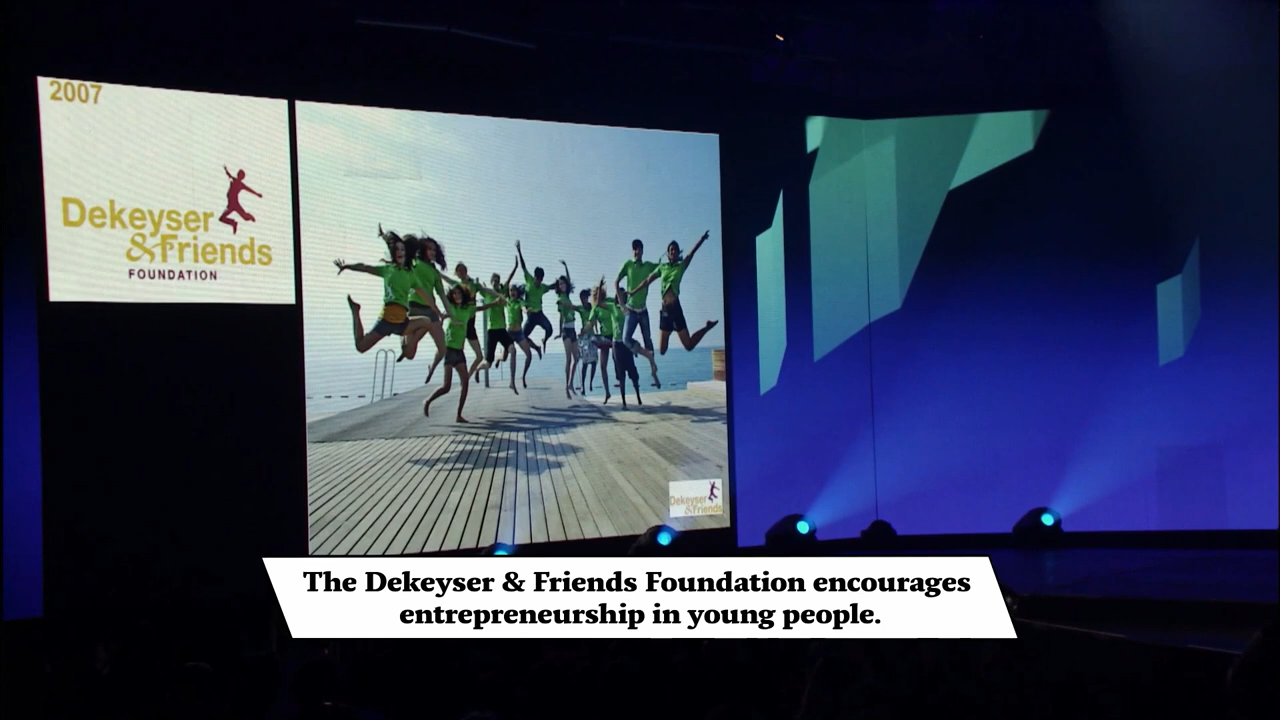 2007
Dekeyser
& Friends
FOUNDATION
Dekeyser
& Friends
The Dekeyser & Friends Foundation encourages
entrepreneurship in young people.